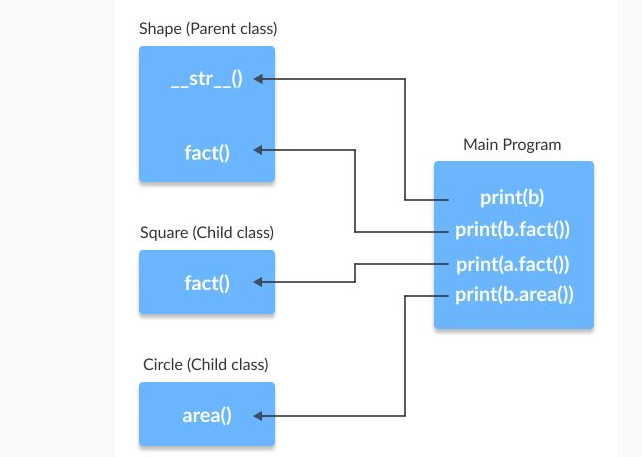 Shape (Parent class)
__str__()
fact()
Square (Child class)
fact()
Circle (Child class)
area()
Main Program
print(b)
print(b.fact())
print(a.fact())
print(b.area())